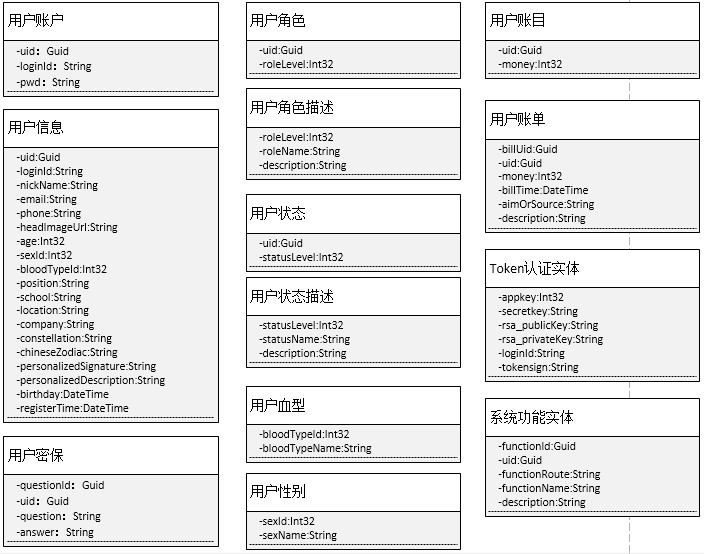 用户账户
-uid：Guid
-loginId：String
-pwd：String
用户信息
-uid:Guid
-loginId:String
-nickName:String
-email:String
-phone:String
-headImageUrl:String
-age:Int32
-sexId:Int32
-bloodTypeId:Int32
-position:String
-school:String
-location:String
-company:String
-constellation:String
-chineseZodiac:String
-personalizedSignature:String
-personalizedDescription:String
-birthday:DateTime
-registerTime:DateTime
用户密保
-questionId：Guid
-uid：Guid
-question：String
-answer：String
用户角色
-uid:Guid
-roleLevel:Int32
用户角色描述
-roleLevel:Int32
-roleName:String
-description:String
用户状态
-uid:Guid
-statusLevel:Int32
用户状态描述
-statusLevel:Int32
-statusName:String
-description:String
用户血型
-bloodTypeId:Int32
-bloodTypeName:String
用户性别
-sexId:Int32
-sexName:String
用户账目
-uid:Guid
-money:Int32
用户账单
-billUid:Guid
-uid:Guid
-money:Int32
-billTime:DateTime
-aimOrSource:String
-description:String
Token认证实体
-appkey:Int32
-secretkey:String
-rsa_publicKey:String
-rsa_privateKey:String
-loginId:String
-tokensign:String
系统功能实体
-functionId:Guid
-uid:Guid
-functionRoute:String
-functionName:String
-description:String